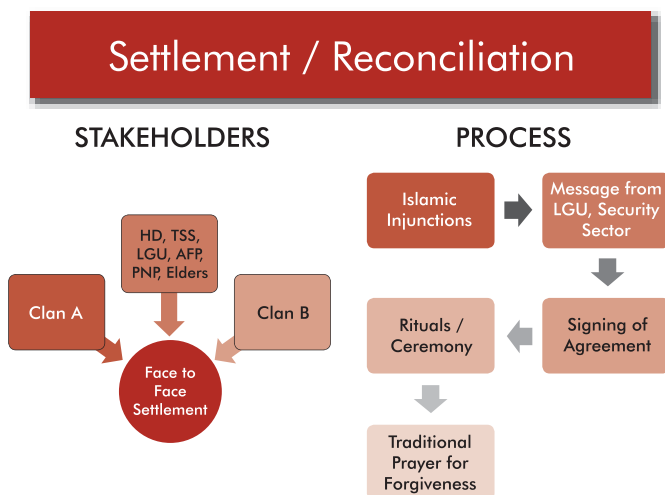 Settlement / Reconciliation
STAKEHOLDERS
HD, TSS,
LGU, AFP,
PNP, Elders
Clan A
Clan B
Face to
Face
Settlement
PROCESS
Islamic
Injunctions
Message from
LGU, Security
Sector
Signing of
Agreement
Rituals /
Ceremony
Traditional
Prayer for
Forgiveness